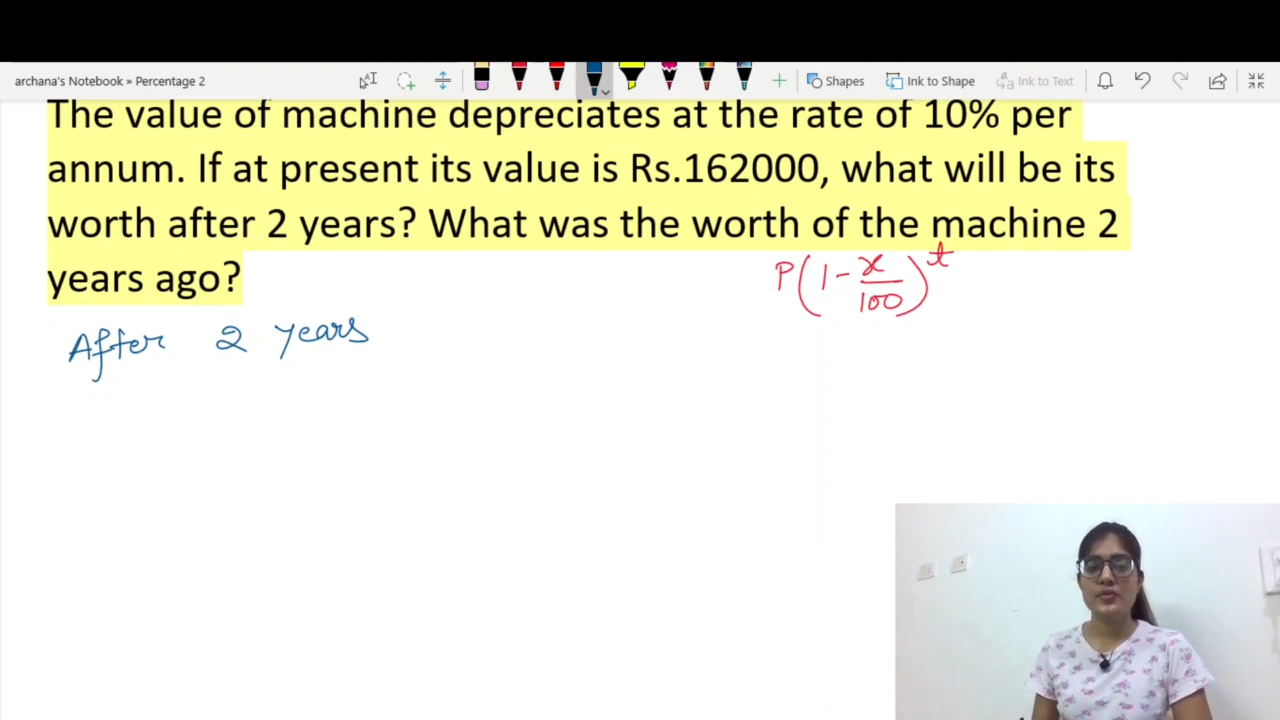 archana's Notebook » Percentage 2
Shapes
Ink to Shape
Ink to Text
The value of machine depreciates at the rate of 10% per
annum. If at present its value is Rs.162000, what will be its
worth after 2 years? What was the worth of the machine 2
years ago?
P(1-x/100)^t
After 2 years